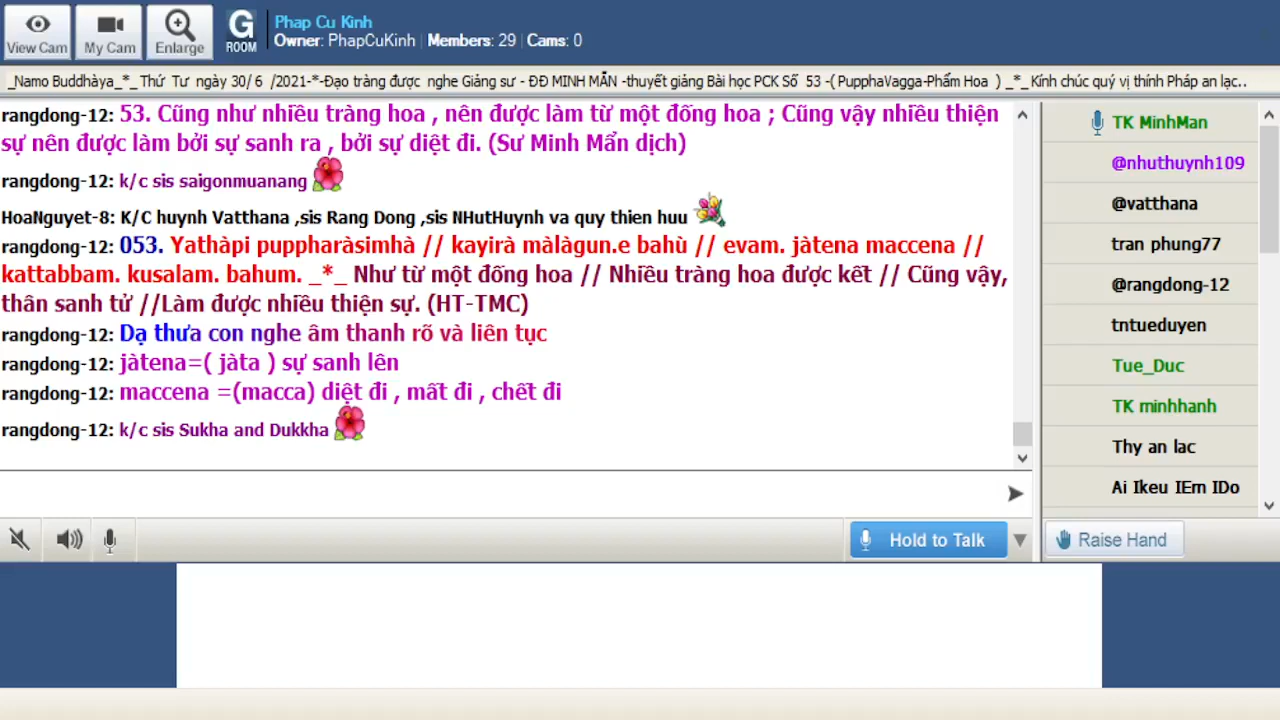 View Cam
My Cam
Enlarge
G
ROOM
Phap Cu Kinh
Owner: PhapCuKinh | Members: 29 | Cams: 0
_Namo Buddhàya_*_ Thứ Tư ngày 30/ 6 /2021-*-Đạo tràng được nghe Giảng sư - ĐĐ MINH MẪN -thuyết giảng Bài học PCK Số 53 -( PupphaVagga-Phẩm Hoa ) _*_Kính chúc quý vị thính Pháp an lạc..
rangdong-12: 53. Cũng như nhiều tràng hoa , nên được làm từ một đống hoa ; Cũng vậy nhiều thiện
sự nên được làm bởi sự sanh ra , bởi sự diệt đi. (Sư Minh Mẩn dịch)
rangdong-12: k/c sis saigonmuanang
HoaNguyet-8: K/C huynh Vatthana ,sis Rang Dong ,sis NHutHuynh va quy thien huu
rangdong-12: 053. Yathàpi puppharàsimhà // kayirà màlàgun.e bahù // evam. jàtena maccena //
kattabbam. kusalam. bahum. _*_ Như từ một đống hoa // Nhiều tràng hoa được kết // Cũng vậy,
thân sanh tử //Làm được nhiều thiện sự. (HT-TMC)
rangdong-12: Dạ thưa con nghe âm thanh rõ và liên tục
rangdong-12: jàtena=( jàta ) sự sanh lên
rangdong-12: maccena =(macca) diệt đi , mất đi , chết đi
rangdong-12: k/c sis Sukha and Dukkha
TK MinhMan
@nhuthuynh109
@vatthana
tran phung77
@rangdong-12
tntueduyen
Tue_Duc
TK minhhanh
Thy an lac
Ai Ikeu IEm IDo
Hold to Talk
Raise Hand